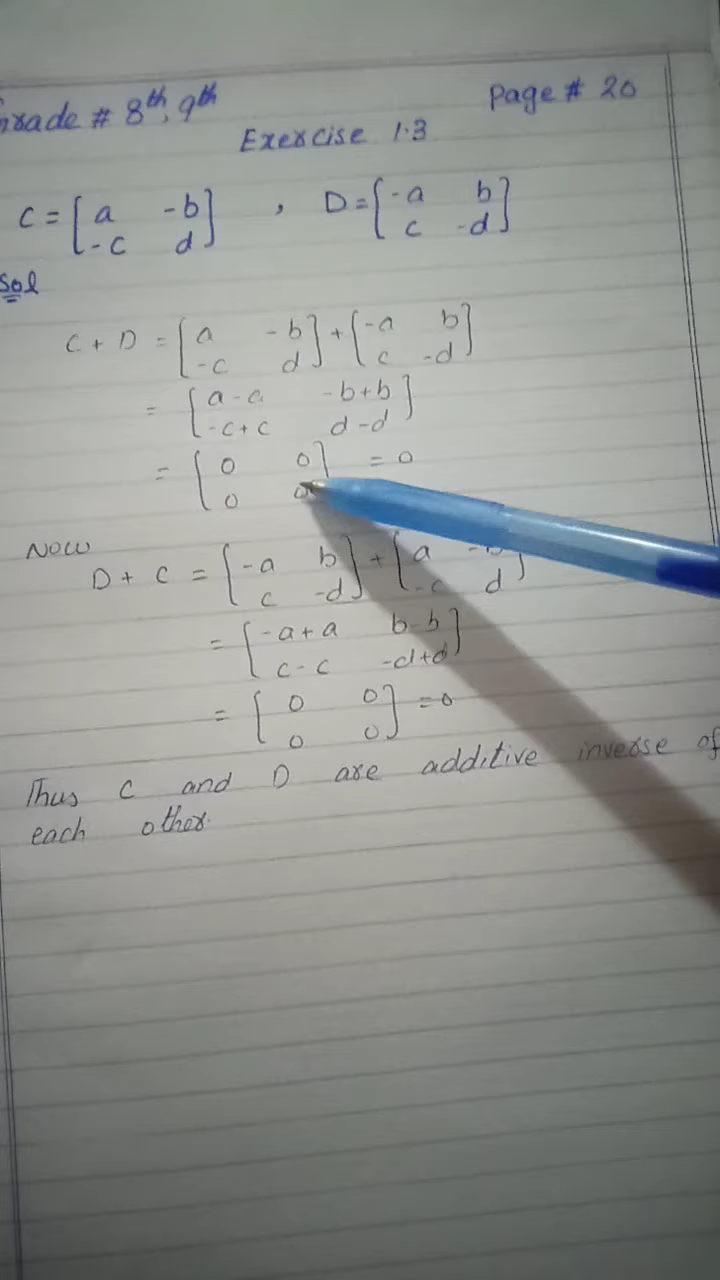 Grade # 8th, 9th Page # 20
Exercise 1.3
C = [a -b
-c d] , D = [-a b
c -d]
Sol
C + D = [a -b
-c d] + [-a b
c -d]
= [a - a -b + b
-c + c d - d]
= [0 0
0 0] = 0
Now
D + C = [-a b
c -d] + [a -b
-c d]
= [-a + a b - b
c - c -d + d]
= [0 0
0 0] = 0
Thus C and D are additive inverse of
each other.